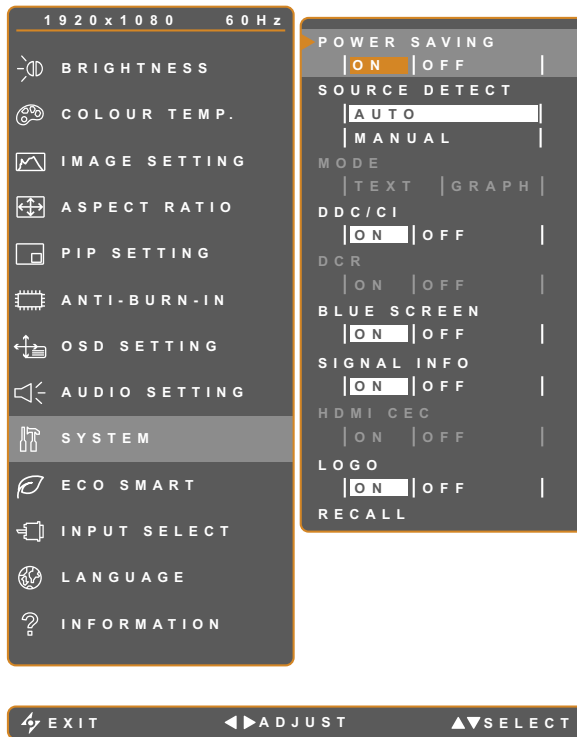 1920x1080 60Hz
BRIGHTNESS
COLOUR TEMP.
IMAGE SETTING
ASPECT RATIO
PIP SETTING
ANTI-BURN-IN
OSD SETTING
AUDIO SETTING
SYSTEM
ECO SMART
INPUT SELECT
LANGUAGE
INFORMATION
POWER SAVING
ON OFF
SOURCE DETECT
AUTO
MANUAL
MODE
TEXT GRAPH
DDC/CI
ON OFF
DCR
ON OFF
BLUE SCREEN
ON OFF
SIGNAL INFO
ON OFF
HDMI CEC
ON OFF
LOGO
ON OFF
RECALL
EXIT ADJUST SELECT